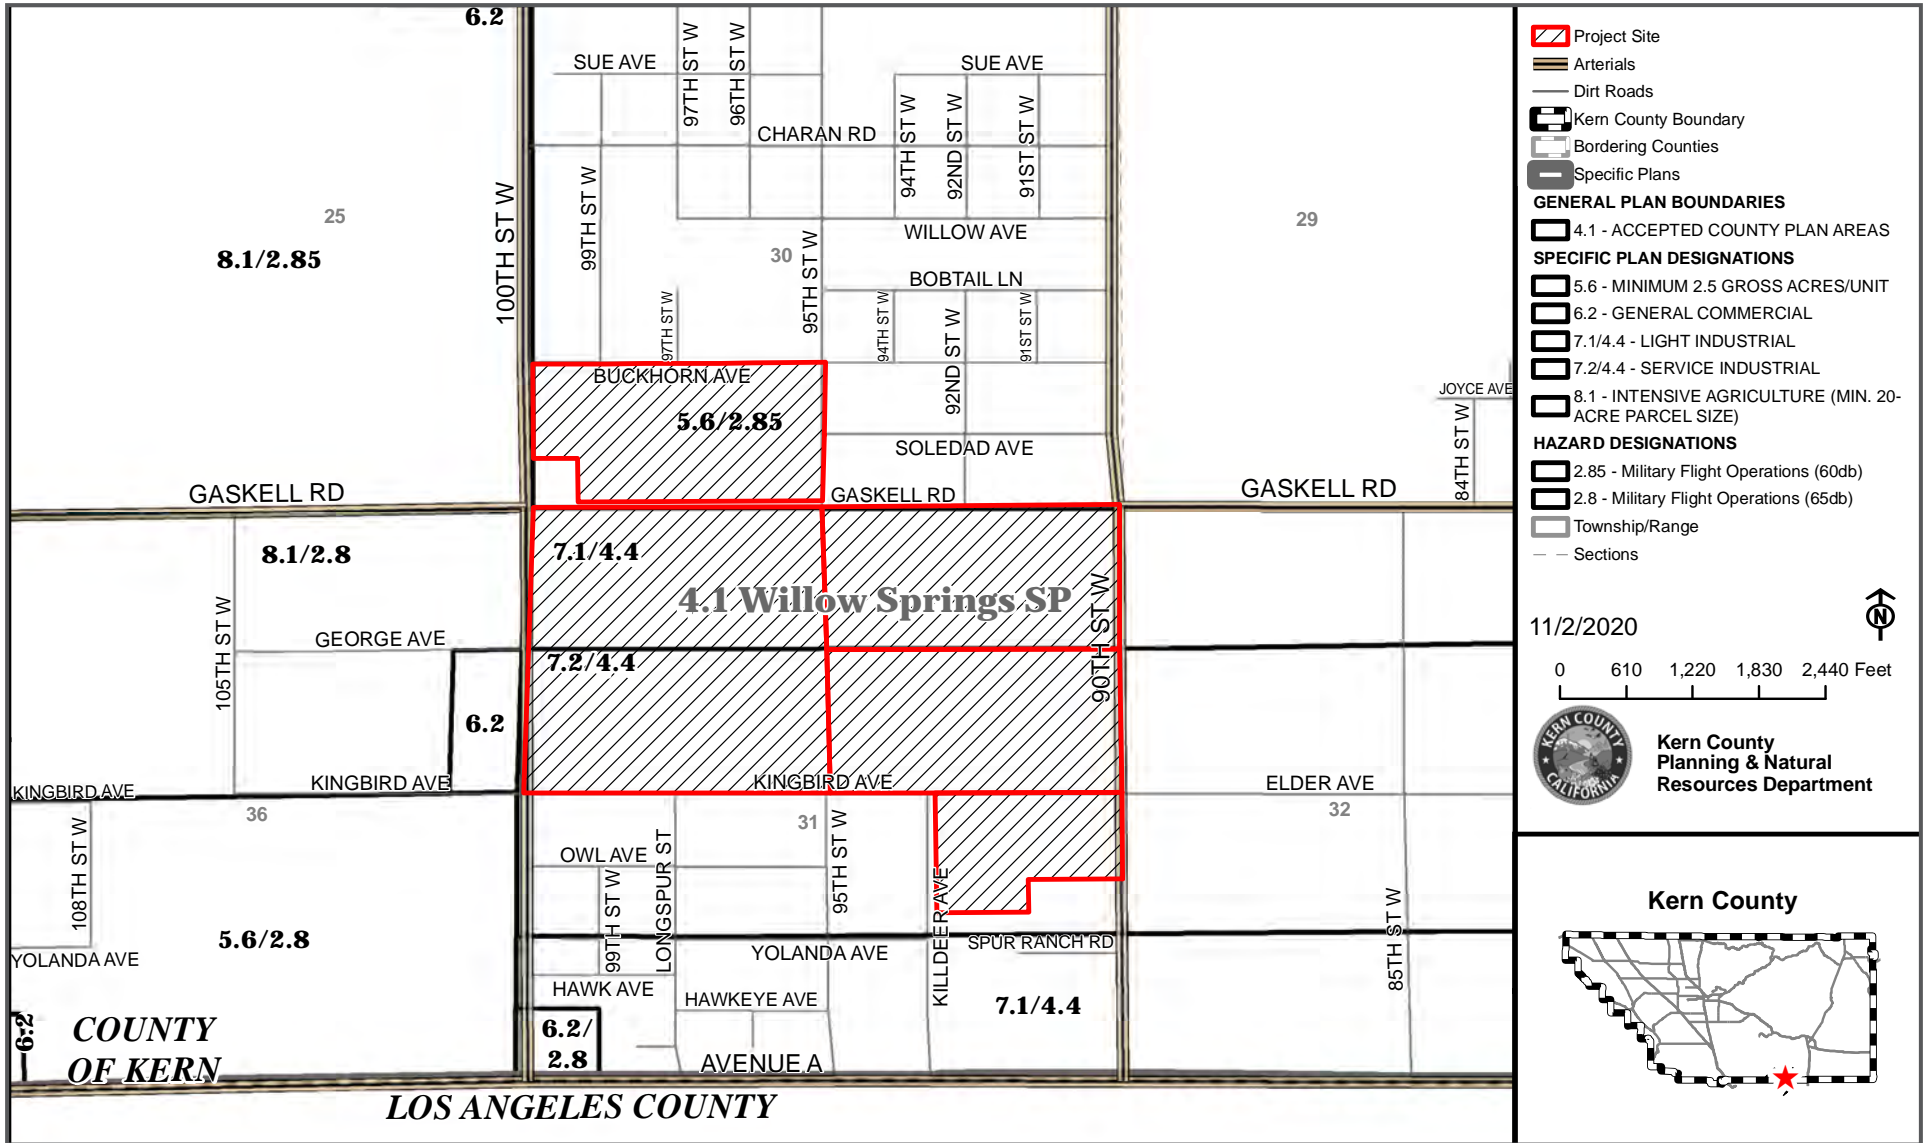 6.2
SUE AVE
97TH ST W
96TH ST W
SUE AVE
CHARAN RD
94TH ST W
92ND ST W
91ST ST W
25
8.1/2.85
100TH ST W
99TH ST W
30
95TH ST W
WILLOW AVE
29
BOBTAIL LN
97TH ST W
94TH ST W
92ND ST W
91ST ST W
BUCKHORN AVE
5.6/2.85
JOYCE AVE
84TH ST W
SOLEDAD AVE
GASKELL RD
GASKELL RD
GASKELL RD
8.1/2.8
7.1/4.4
4.1 Willow Springs SP
105TH ST W
GEORGE AVE
7.2/4.4
90TH ST W
6.2
KINGBIRD AVE
KINGBIRD AVE
KINGBIRD AVE
ELDER AVE
36
31
32
108TH ST W
OWL AVE
99TH ST W
LONGSPUR ST
95TH ST W
KILLDEER AVE
85TH ST W
5.6/2.8
YOLANDA AVE
YOLANDA AVE
SPUR RANCH RD
HAWK AVE
HAWKEYE AVE
7.1/4.4
6.2
COUNTY
OF KERN
6.2/
2.8
AVENUE A
LOS ANGELES COUNTY
Project Site
Arterials
Dirt Roads
Kern County Boundary
Bordering Counties
Specific Plans
GENERAL PLAN BOUNDARIES
4.1 - ACCEPTED COUNTY PLAN AREAS
SPECIFIC PLAN DESIGNATIONS
5.6 - MINIMUM 2.5 GROSS ACRES/UNIT
6.2 - GENERAL COMMERCIAL
7.1/4.4 - LIGHT INDUSTRIAL
7.2/4.4 - SERVICE INDUSTRIAL
8.1 - INTENSIVE AGRICULTURE (MIN. 20-
ACRE PARCEL SIZE)
HAZARD DESIGNATIONS
2.85 - Military Flight Operations (60db)
2.8 - Military Flight Operations (65db)
Township/Range
Sections
N
11/2/2020
0 610 1,220 1,830 2,440 Feet
KERN COUNTY
CALIFORNIA
Kern County
Planning & Natural
Resources Department
Kern County